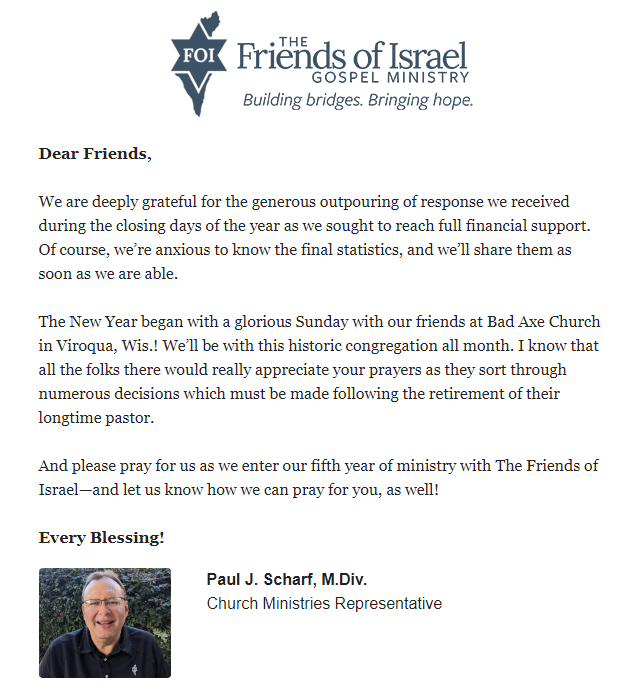 FOI
THE
Friends of Israel
GOSPEL MINISTRY
Building bridges. Bringing hope.
Dear Friends,
We are deeply grateful for the generous outpouring of response we received
during the closing days of the year as we sought to reach full financial support.
Of course, we’re anxious to know the final statistics, and we’ll share them as
soon as we are able.
The New Year began with a glorious Sunday with our friends at Bad Axe Church
in Viroqua, Wis.! We’ll be with this historic congregation all month. I know that
all the folks there would really appreciate your prayers as they sort through
numerous decisions which must be made following the retirement of their
longtime pastor.
And please pray for us as we enter our fifth year of ministry with The Friends of
Israel—and let us know how we can pray for you, as well!
Every Blessing!
Paul J. Scharf, M.Div.
Church Ministries Representative